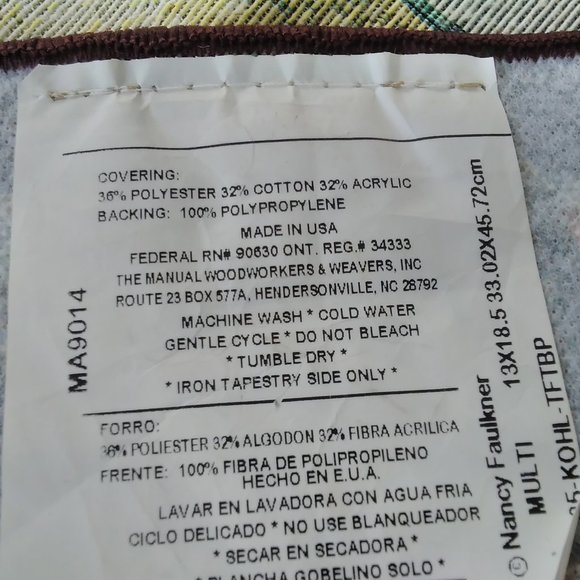 COVERING:
36% POLYESTER 32% COTTON 32% ACRYLIC
BACKING: 100% POLYPROPYLENE
MADE IN USA
FEDERAL RN# 90630 ONT. REG.# 34333
THE MANUAL WOODWORKERS & WEAVERS, INC
ROUTE 23 BOX 577A, HENDERSONVILLE, NC 28792
MACHINE WASH * COLD WATER
GENTLE CYCLE * DO NOT BLEACH
* TUMBLE DRY *
* IRON TAPESTRY SIDE ONLY *
FORRO:
36% POLIESTER 32% ALGODON 32% FIBRA ACRILICA
FRENTE: 100% FIBRA DE POLIPROPILENO
HECHO EN E.U.A.
LAVAR EN LAVADORA CON AGUA FRIA
CICLO DELICADO * NO USE BLANQUEADOR
* SECAR EN SECADORA *
* PLANCHA GOBELINO SOLO *
MA9014
© Nancy Faulkner 13X18.5 33.02X45.72cm
MULTI
35-KOHL-TFTBP